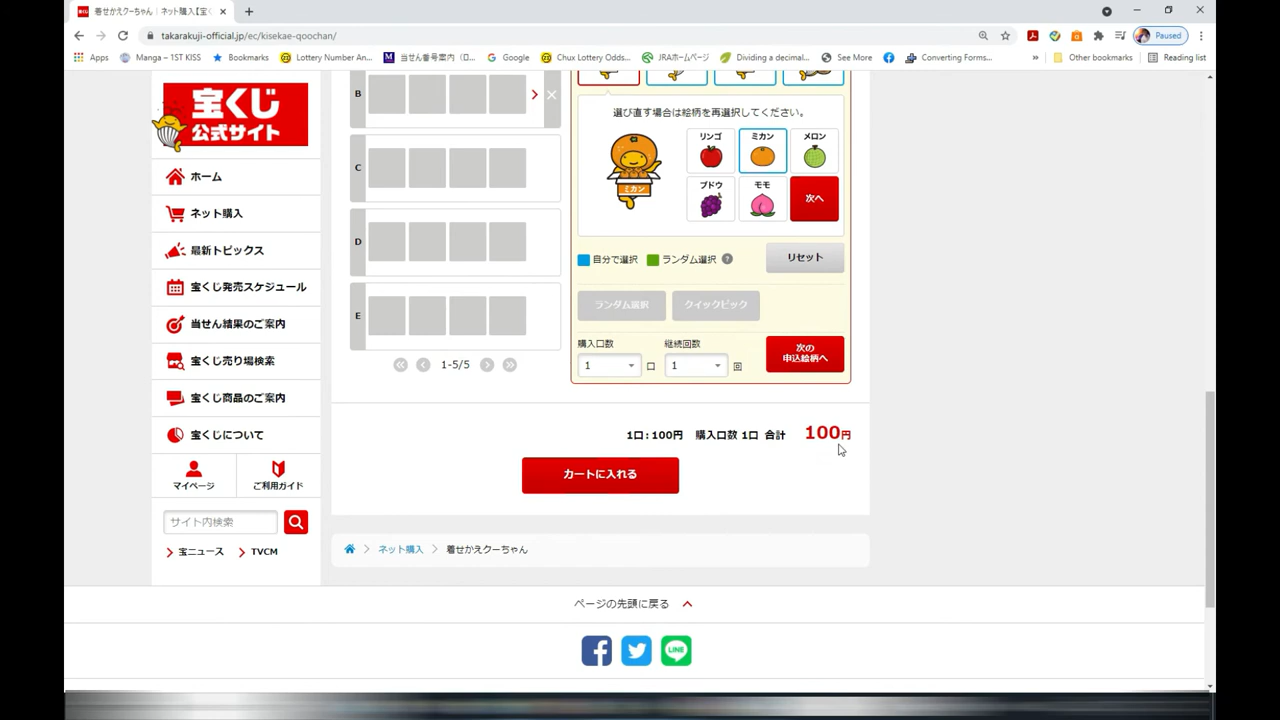 着せかえクーちゃん | ネット購入【宝く
takarakuji-official.jp/ec/kisekae-qoochan/
Paused
Apps
Manga – 1ST KISS
Bookmarks
Lottery Number An...
当せん番号案内 (ロ...
Google
Chux Lottery Odds...
JRAホームページ
Dividing a decimal...
See More
Converting Forms...
»
Other bookmarks
Reading list
宝くじ
公式サイト
ホーム
ネット購入
最新トピックス
宝くじ発売スケジュール
当せん結果のご案内
宝くじ売り場検索
宝くじ商品のご案内
宝くじについて
マイページ
ご利用ガイド
サイト内検索
宝ニュース
TVCM
B
C
D
E
1-5/5
選び直す場合は絵柄を再選択してください。
ミカン
リンゴ
ミカン
メロン
ブドウ
モモ
次へ
自分で選択
ランダム選択
?
リセット
ランダム選択
クイックピック
購入口数
継続回数
1
口
1
回
次の
申込絵柄へ
1口:100円 購入口数 1口 合計 100円
カートに入れる
ネット購入
着せかえクーちゃん
ページの先頭に戻る
LINE